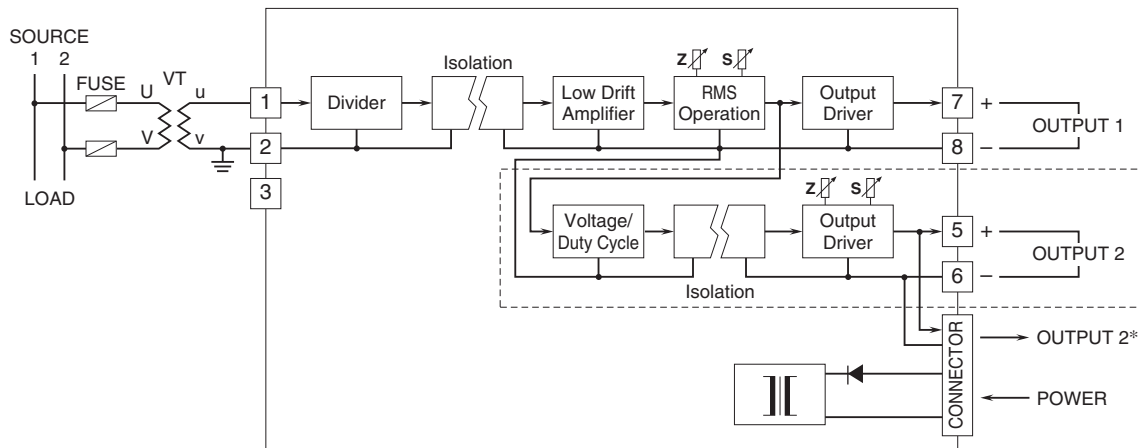 SOURCE
1 2
FUSE
VT
U
u
V
v
LOAD
1
2
3
Divider
Isolation
Low Drift
Amplifier
Z
S
RMS
Operation
Output
Driver
7
+
8
−
OUTPUT 1
Voltage/
Duty Cycle
Isolation
Z
S
Output
Driver
5
+
6
−
OUTPUT 2
CONNECTOR
OUTPUT 2*
POWER